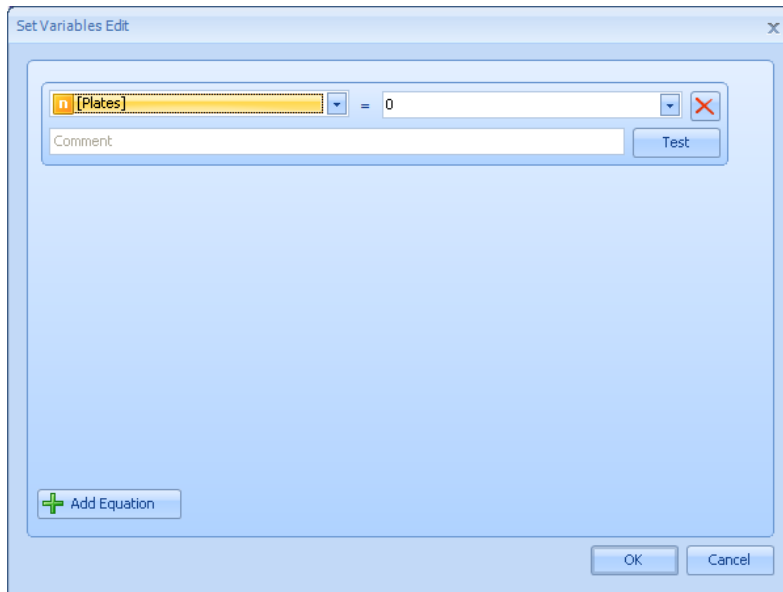 Set Variables Edit x
n [Plates] = 0
Comment Test
Add Equation
OK Cancel